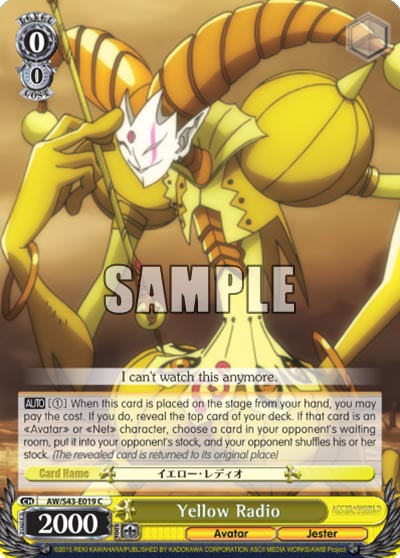 LEVEL
0
0
COST
SAMPLE
I can't watch this anymore.
AUTO [①] When this card is placed on the stage from your hand, you may
pay the cost. If you do, reveal the top card of your deck. If that card is an
«Avatar» or «Net» character, choose a card in your opponent's waiting
room, put it into your opponent's stock, and your opponent shuffles his or her
stock. (The revealed card is returned to its original place)
Card Name イエロー・レディオ
CH AW/S43-E019 C
Yellow Radio
ACCEL WORLD
POWER 2000 POINTS
Avatar Jester
©2015 REKI KAWAHARA/PUBLISHED BY KADOKAWA CORPORATION ASCII MEDIA WORKS/AWIB Project